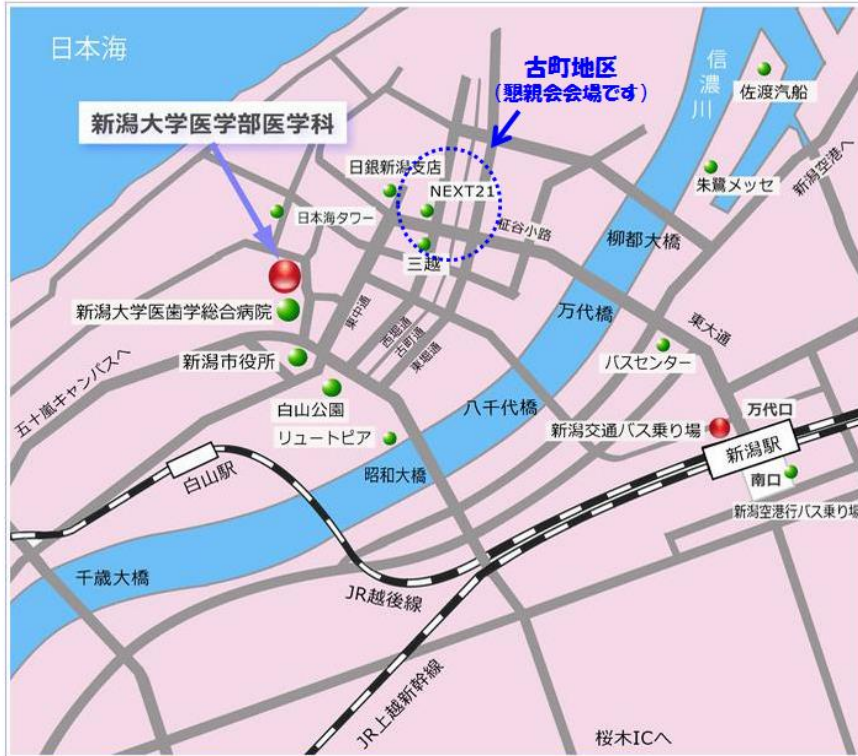 日本海
古町地区
(懇親会会場です)
信濃川
佐渡汽船
新潟大学医学部医学科
日銀新潟支店
NEXT21
朱鷺メッセ
新潟空港へ
日本海タワー
柾谷小路
柳都大橋
三越
新潟大学医歯学総合病院
東中通
西堀通
古町通
東堀通
万代橋
東大通
バスセンター
新潟市役所
五十嵐キャンパスへ
白山公園
八千代橋
万代口
新潟交通バス乗り場
リュートピア
新潟駅
白山駅
昭和大橋
南口
新潟空港行バス乗り場
千歳大橋
JR越後線
JR上越新幹線
桜木ICへ